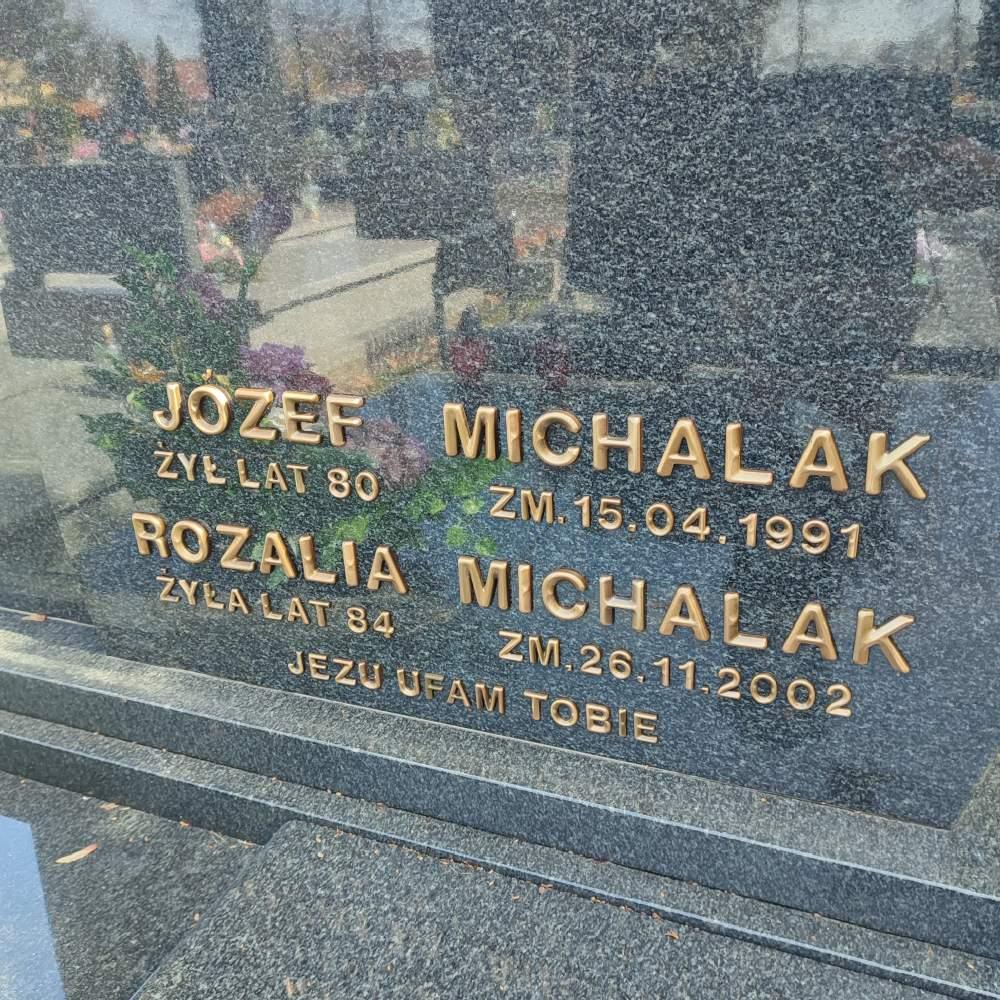 JÓZEF MICHALAK
ŻYŁ LAT 80 ZM. 15.04.1991
ROZALIA MICHALAK
ŻYŁA LAT 84 ZM. 26.11.2002
JEZU UFAM TOBIE